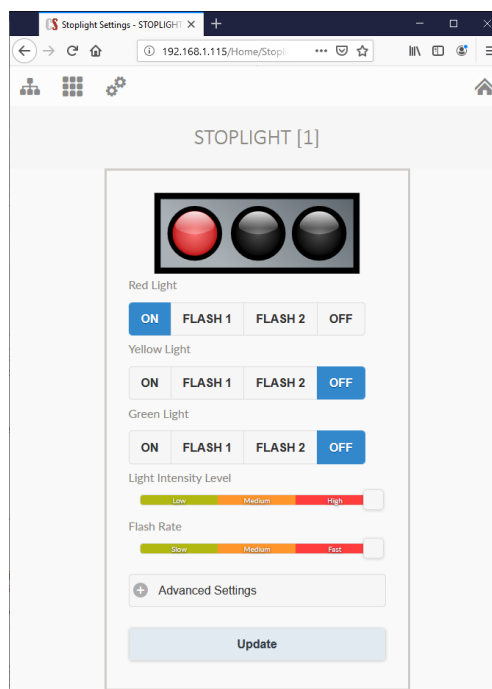 Stoplight Settings - STOPLIGHT
192.168.1.115/Home/Stopli
STOPLIGHT [1]
Red Light
ON FLASH 1 FLASH 2 OFF
Yellow Light
ON FLASH 1 FLASH 2 OFF
Green Light
ON FLASH 1 FLASH 2 OFF
Light Intensity Level
Low Medium High
Flash Rate
Slow Medium Fast
Advanced Settings
Update